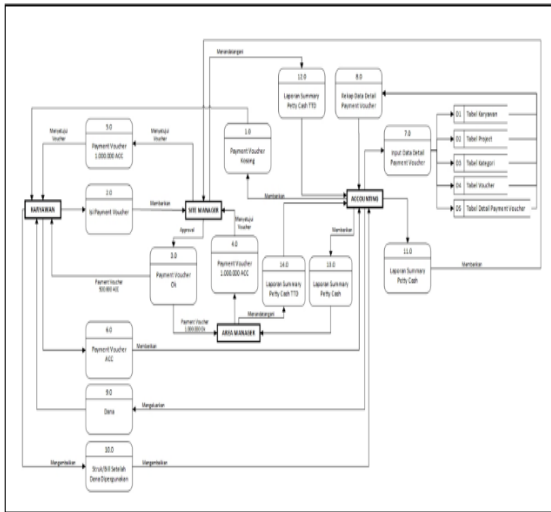 Menandatangani
12.0
Laporan Summary
Petty Cash TTD
8.0
Rekap Data Detail
Payment Voucher
Menyetujui
Voucher
5.0
Payment Voucher
1.000.000 ACC
Menyetujui
Voucher
1.0
Payment Voucher
Kosong
7.0
Input Data Detail
Payment Voucher
D1 Tabel Karyawan
D2 Tabel Project
D3 Tabel Kategori
D4 Tabel Voucher
D5 Tabel Detail Payment Voucher
KARYAWAN
2.0
Isi Payment Voucher
Memberikan
SITE MANAGER
Memberikan
ACCOUNTING
Approval
Menyetujui
Voucher
3.0
Payment Voucher
Ok
4.0
Payment Voucher
1.000.000 ACC
14.0
Laporan Summary
Petty Cash TTD
13.0
Laporan Summary
Petty Cash
Memberikan
11.0
Laporan Summary
Petty Cash
Memberikan
Payment Voucher
500.000 ACC
Payment Voucher
1.000.000 Ok
Menandatangani
AREA MANAGER
6.0
Payment Voucher
ACC
Memberikan
9.0
Dana
Mengeluarkan
10.0
Struk/Bill Setelah
Dana Dipergunakan
Mengembalikan
Mengembalikan